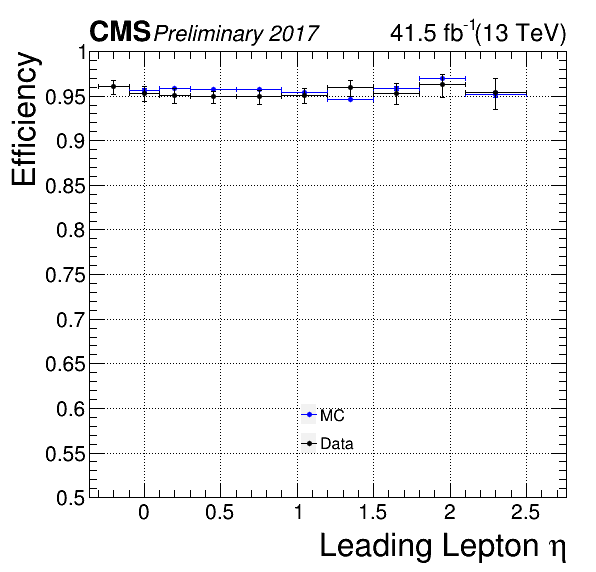 CMS Preliminary 2017 41.5 fb⁻¹(13 TeV)
Efficiency
1
0.95
0.9
0.85
0.8
0.75
0.7
0.65
0.6
0.55
0.5
MC
Data
0 0.5 1 1.5 2 2.5
Leading Lepton η